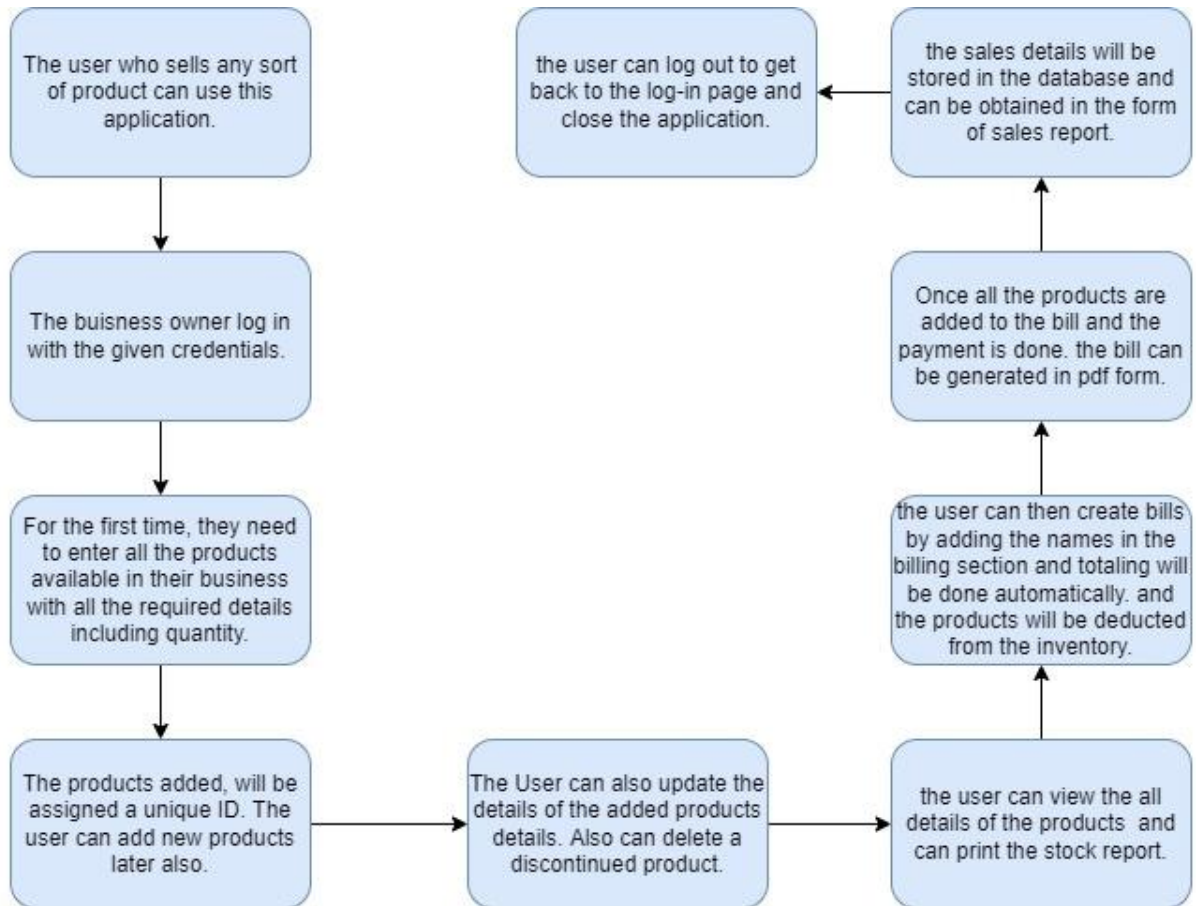 The user who sells any sort
of product can use this
application.
The buisness owner log in
with the given credentials.
For the first time, they need
to enter all the products
available in their business
with all the required details
including quantity.
The products added, will be
assigned a unique ID. The
user can add new products
later also.
The User can also update the
details of the added products
details. Also can delete a
discontinued product.
the user can view the all
details of the products and
can print the stock report.
the user can then create bills
by adding the names in the
billing section and totaling will
be done automatically. and
the products will be deducted
from the inventory.
Once all the products are
added to the bill and the
payment is done. the bill can
be generated in pdf form.
the sales details will be
stored in the database and
can be obtained in the form
of sales report.
the user can log out to get
back to the log-in page and
close the application.